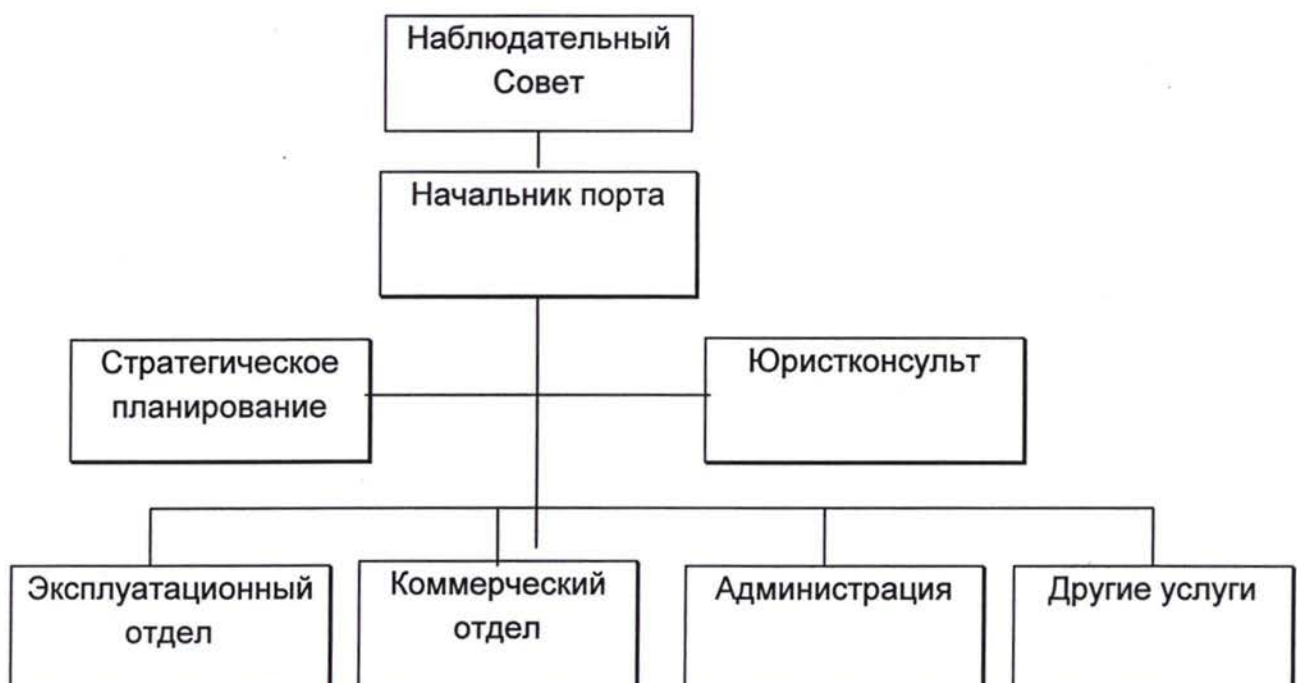 Наблюдательный
Совет
Начальник порта
Стратегическое
планирование
Юристконсульт
Эксплуатационный
отдел
Коммерческий
отдел
Администрация
Другие услуги